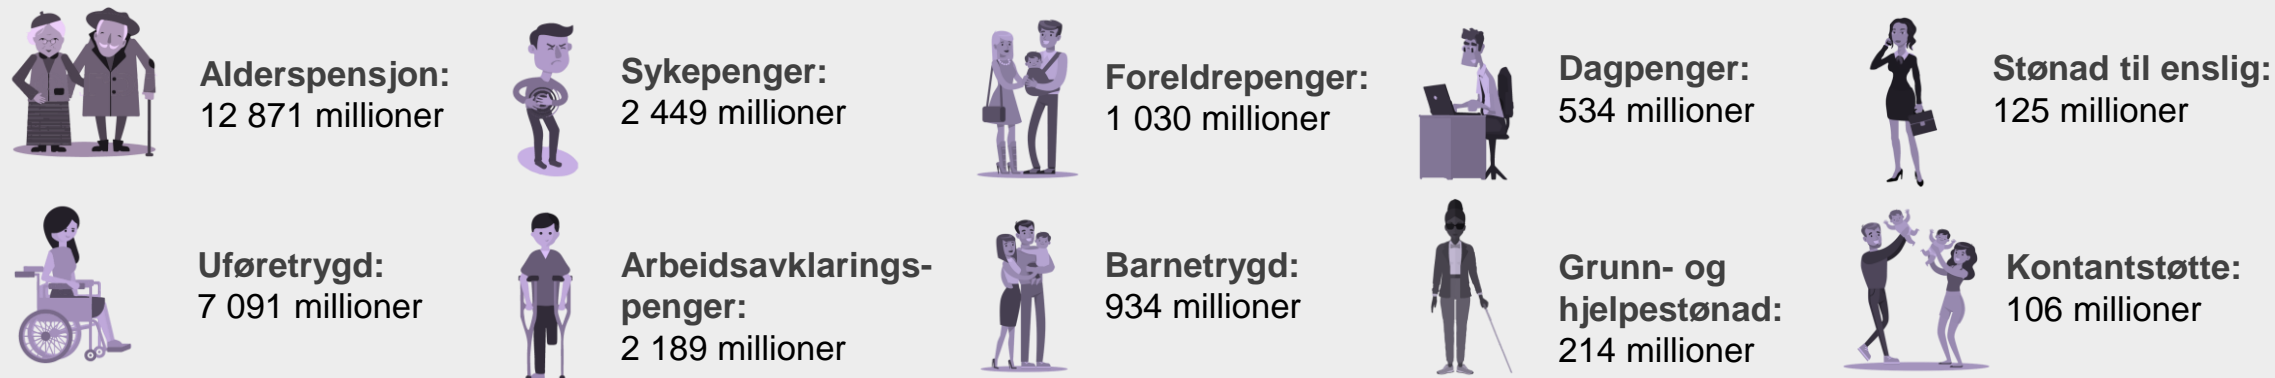 Alderspensjon:
12 871 millioner
Sykepenger:
2 449 millioner
Foreldrepenger:
1 030 millioner
Dagpenger:
534 millioner
Stønad til enslig:
125 millioner
Uføretrygd:
7 091 millioner
Arbeidsavklarings-
penger:
2 189 millioner
Barnetrygd:
934 millioner
Grunn- og
hjelpestønad:
214 millioner
Kontantstøtte:
106 millioner